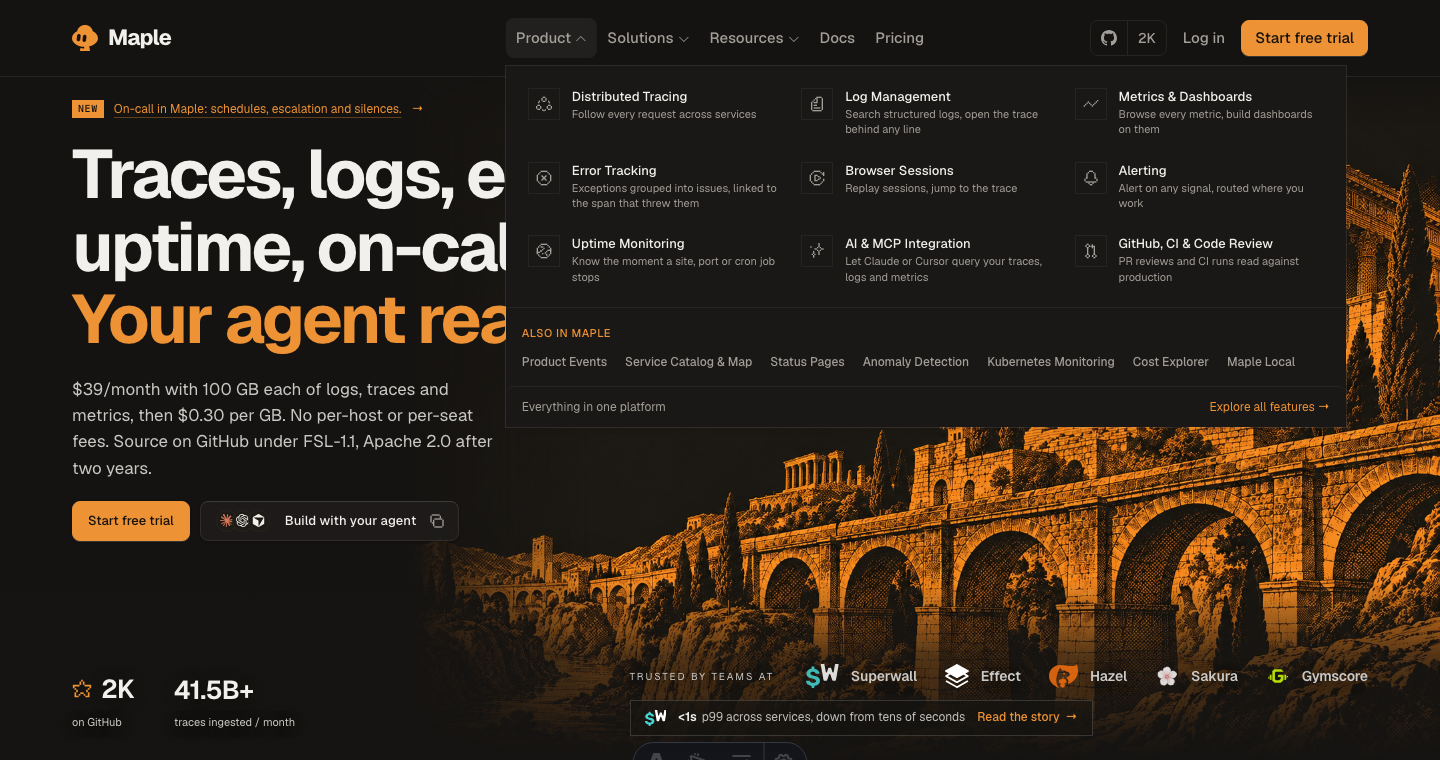 Maple
Product
Solutions
Resources
Docs
Pricing
2K
Log in
Start free trial
NEW
On-call in Maple: schedules, escalation and silences. →
Traces, logs, e
uptime, on-cal
Your agent rea
$39/month with 100 GB each of logs, traces and
metrics, then $0.30 per GB. No per-host or per-seat
fees. Source on GitHub under FSL-1.1, Apache 2.0 after
two years.
Start free trial
Build with your agent
Distributed Tracing
Follow every request across services
Log Management
Search structured logs, open the trace
behind any line
Metrics & Dashboards
Browse every metric, build dashboards
on them
Error Tracking
Exceptions grouped into issues, linked to
the span that threw them
Browser Sessions
Replay sessions, jump to the trace
Alerting
Alert on any signal, routed where you
work
Uptime Monitoring
Know the moment a site, port or cron job
stops
AI & MCP Integration
Let Claude or Cursor query your traces,
logs and metrics
GitHub, CI & Code Review
PR reviews and CI runs read against
production
ALSO IN MAPLE
Product Events
Service Catalog & Map
Status Pages
Anomaly Detection
Kubernetes Monitoring
Cost Explorer
Maple Local
Everything in one platform
Explore all features →
2K
on GitHub
41.5B+
traces ingested / month
TRUSTED BY TEAMS AT
$W
Superwall
Effect
Hazel
Sakura
G
Gymscore
$W
<1s p99 across services, down from tens of seconds
Read the story →